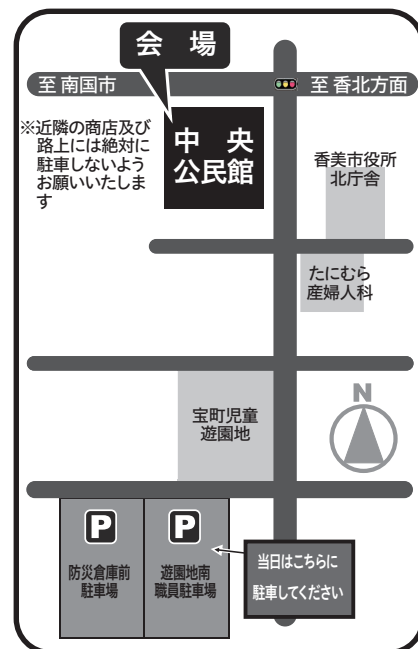 会 場
至 南国市
至 香北方面
※近隣の商店及び
路上には絶対に
駐車しないよう
お願いいたしま
す
中 央
公民館
香美市役所
北庁舎
たにむら
産婦人科
宝町児童
遊園地
N
P
P
防災倉庫前
駐車場
遊園地南
職員駐車場
当日はこちらに
駐車してください